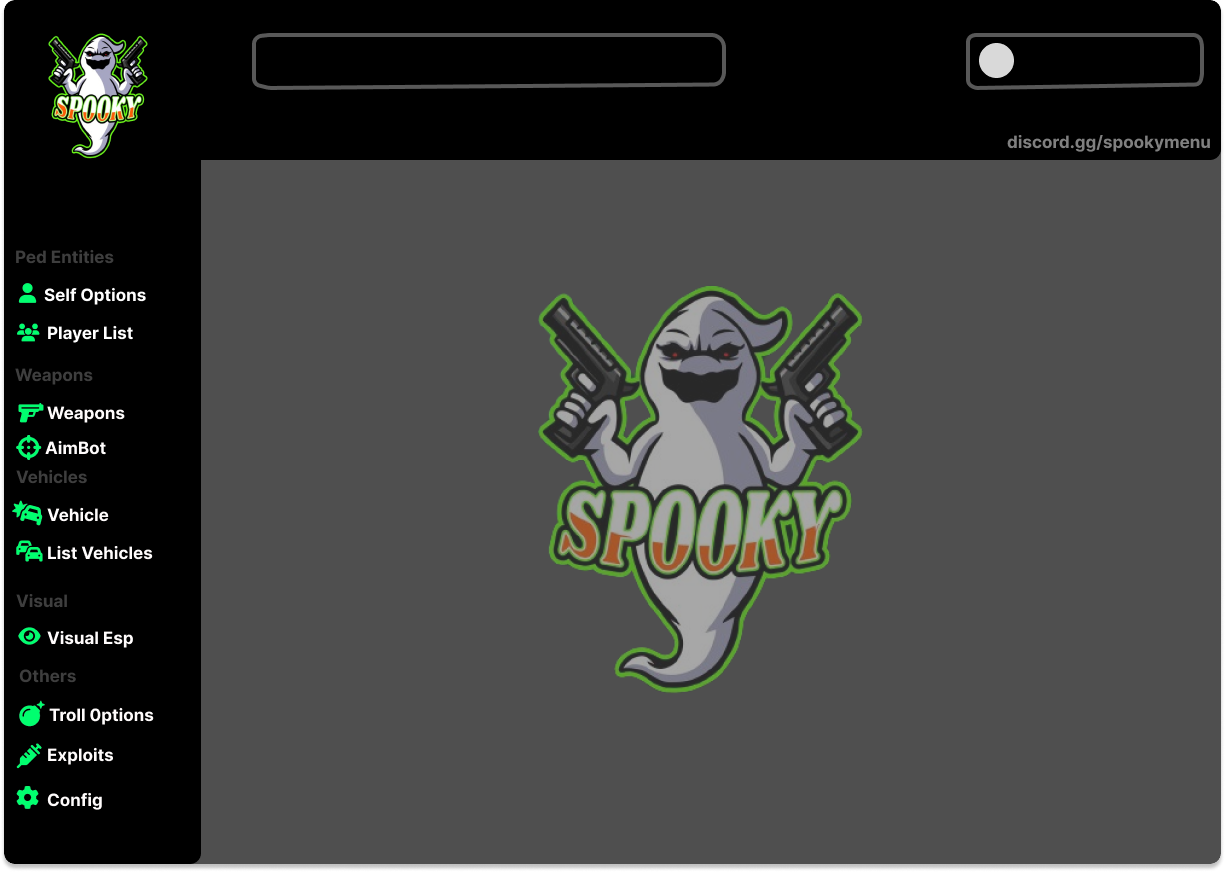 SPOOKY
discord.gg/spookymenu
Ped Entities
Self Options
Player List
Weapons
Weapons
AimBot
Vehicles
Vehicle
List Vehicles
Visual
Visual Esp
Others
Troll 0ptions
Exploits
Config
SPOOKY